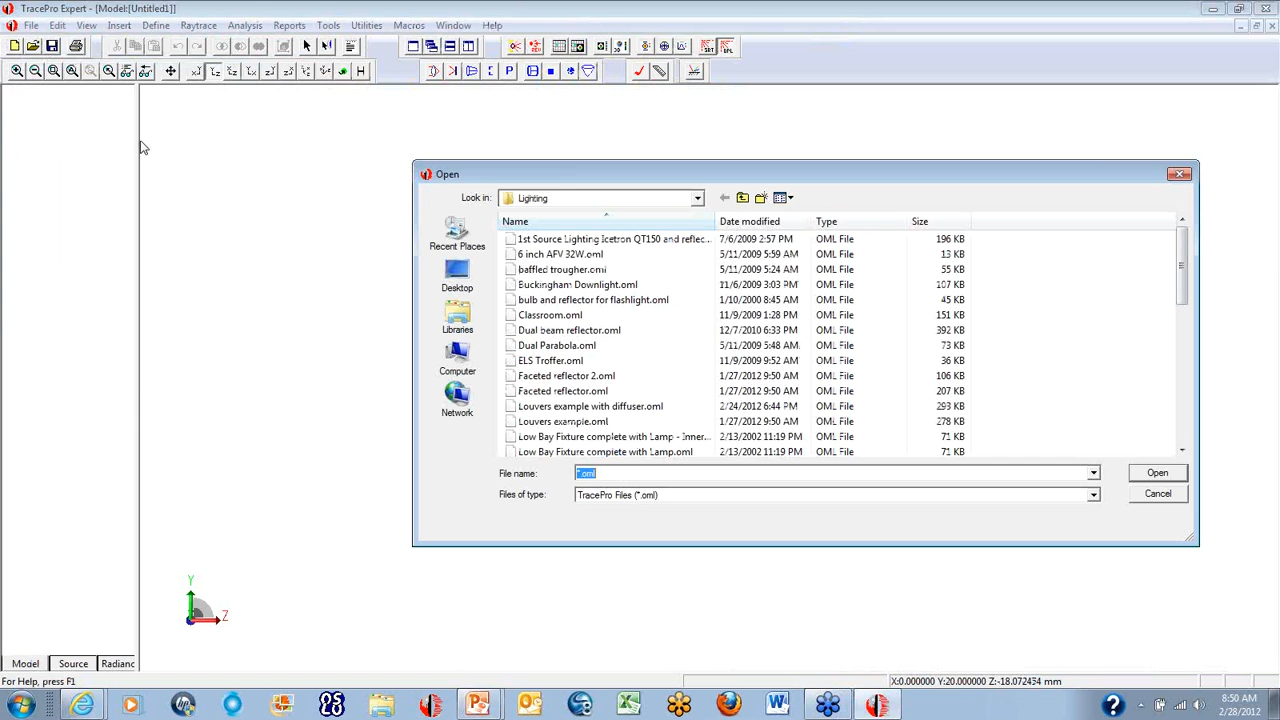 TracePro Expert - [Model:[Untitled1]]
File Edit View Insert Define Raytrace Analysis Reports Tools Utilities Macros Window Help
Open
Look in: Lighting
Name Date modified Type Size
1st Source Lighting Icetron QT150 and reflec... 7/6/2009 2:57 PM OML File 196 KB
6 inch AFV 32W.oml 5/11/2009 5:59 AM OML File 13 KB
baffled trougher.oml 5/11/2009 5:24 AM OML File 55 KB
Buckingham Downlight.oml 11/6/2009 3:03 PM OML File 107 KB
bulb and reflector for flashlight.oml 1/10/2000 8:45 AM OML File 45 KB
Classroom.oml 11/9/2009 1:28 PM OML File 151 KB
Dual beam reflector.oml 12/7/2010 6:33 PM OML File 392 KB
Dual Parabola.oml 5/11/2009 5:48 AM OML File 73 KB
ELS Troffer.oml 11/9/2009 9:52 AM OML File 36 KB
Faceted reflector 2.oml 1/27/2012 9:50 AM OML File 106 KB
Faceted reflector.oml 1/27/2012 9:50 AM OML File 207 KB
Louvers example with diffuser.oml 2/24/2012 6:44 PM OML File 293 KB
Louvers example.oml 1/27/2012 9:50 AM OML File 278 KB
Low Bay Fixture complete with Lamp - Inner... 2/13/2002 11:19 PM OML File 71 KB
Low Bay Fixture complete with Lamp.oml 2/13/2002 11:19 PM OML File 71 KB
Recent Places
Desktop
Libraries
Computer
Network
File name: *.oml Open
Files of type: TracePro Files (*.oml) Cancel
Y
Z
Model Source Radianc
For Help, press F1 X:0.000000 Y:20.000000 Z:-18.072454 mm
8:50 AM
2/28/2012